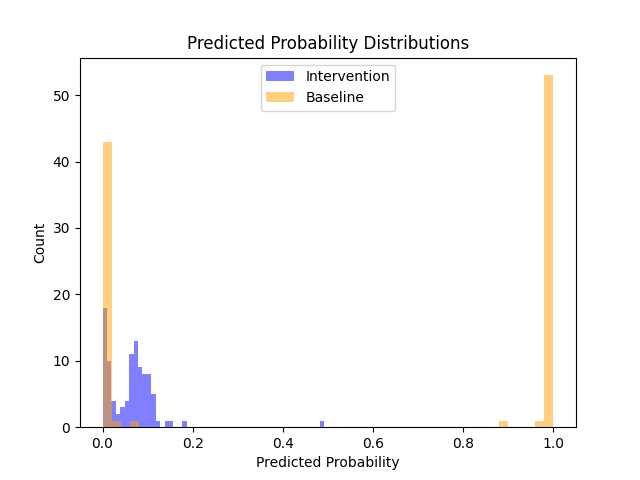 Predicted Probability Distributions
Intervention
Baseline
Count
50
40
30
20
10
0
0.0 0.2 0.4 0.6 0.8 1.0
Predicted Probability